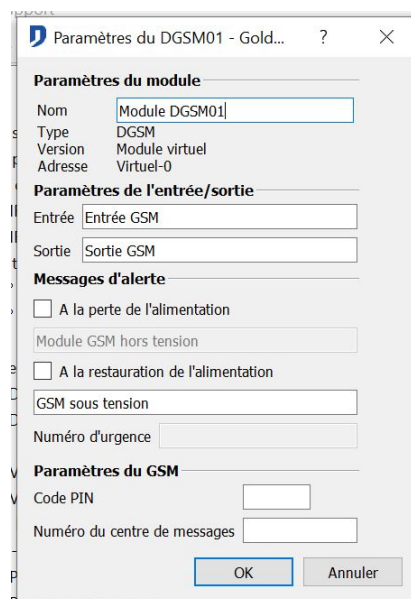 Paramètres du DGSM01 - Gold... ?
Paramètres du module
Nom Module DGSM01
Type DGSM
Version Module virtuel
Adresse Virtuel-0
Paramètres de l'entrée/sortie
Entrée Entrée GSM
Sortie Sortie GSM
Messages d'alerte
A la perte de l'alimentation
Module GSM hors tension
A la restauration de l'alimentation
GSM sous tension
Numéro d'urgence
Paramètres du GSM
Code PIN
Numéro du centre de messages
OK Annuler